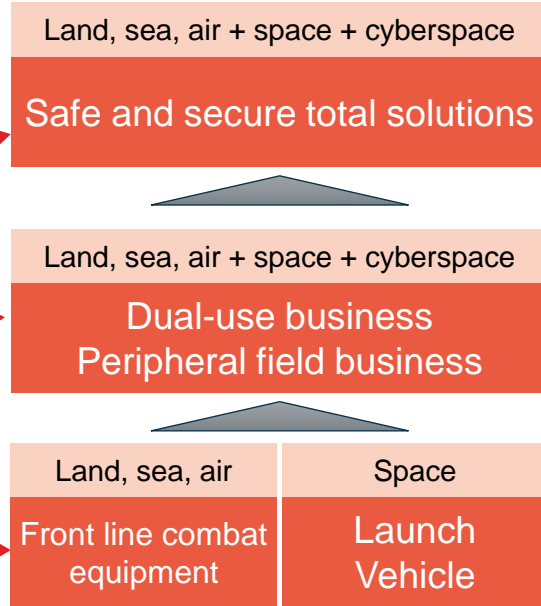 Land, sea, air + space + cyberspace
Safe and secure total solutions
Land, sea, air + space + cyberspace
Dual-use business
Peripheral field business
Land, sea, air
Front line combat
equipment
Space
Launch
Vehicle